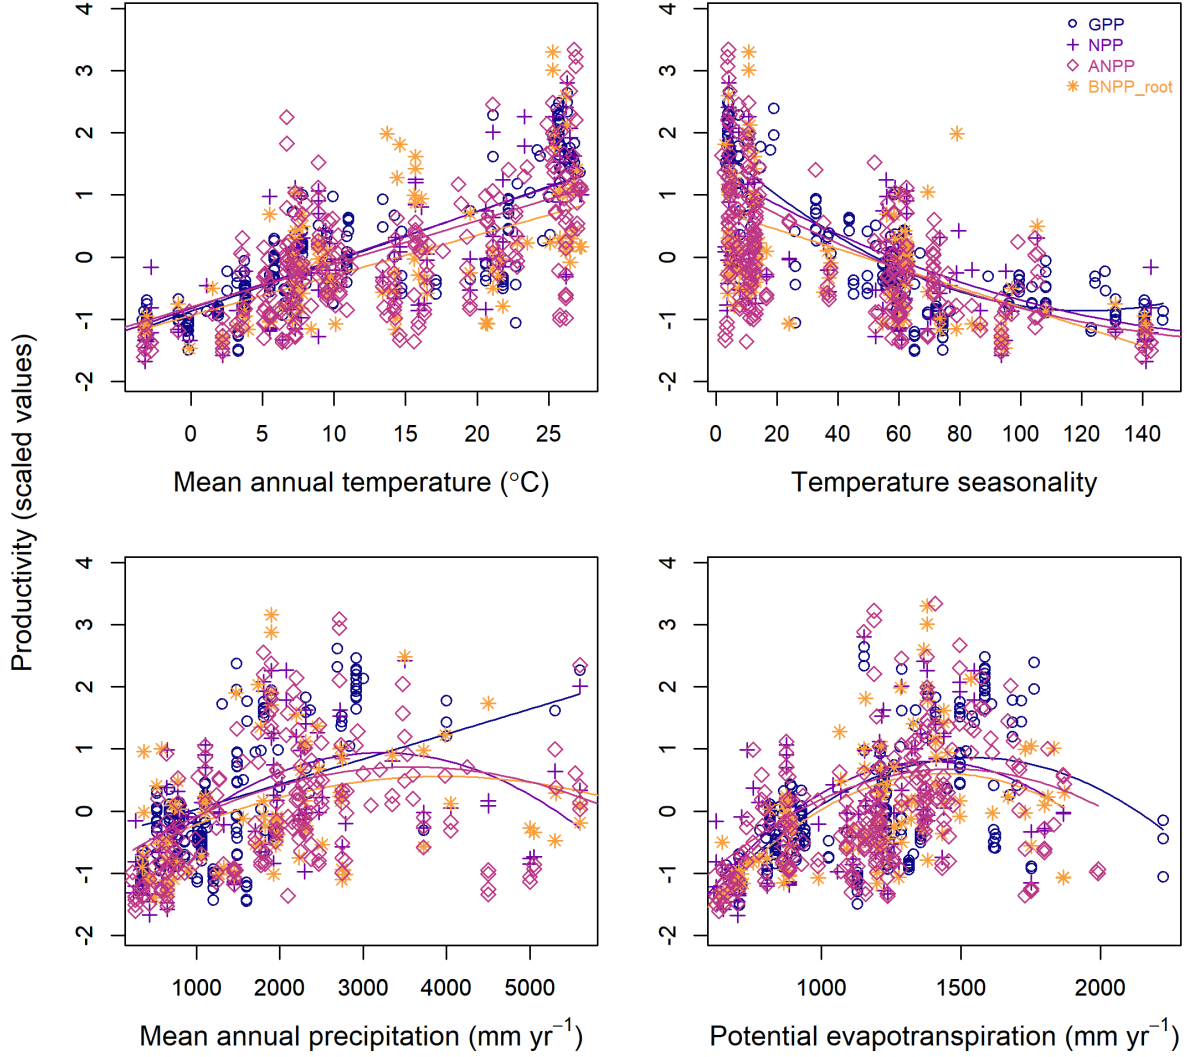 Productivity (scaled values)
4
3
2
1
0
-1
-2
0 5 10 15 20 25
Mean annual temperature (°C)
4
3
2
1
0
-1
-2
GPP
NPP
ANPP
BNPP_root
0 20 40 60 80 100 120 140
Temperature seasonality
4
3
2
1
0
-1
-2
1000 2000 3000 4000 5000
Mean annual precipitation (mm yr⁻¹)
4
3
2
1
0
-1
-2
1000 1500 2000
Potential evapotranspiration (mm yr⁻¹)